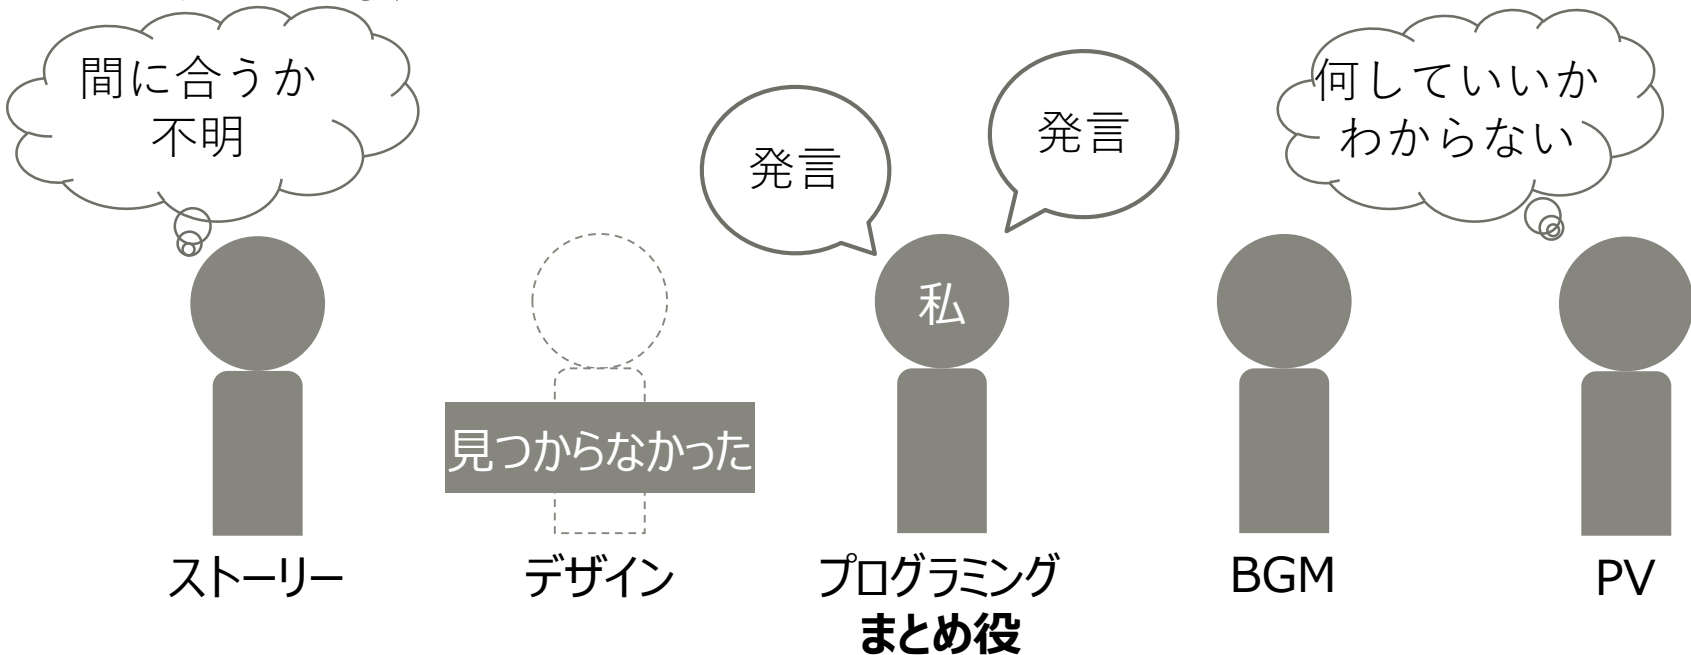 間に合うか
不明
発言
発言
何していいか
わからない
私
見つからなかった
ストーリー
デザイン
プログラミング
まとめ役
BGM
PV